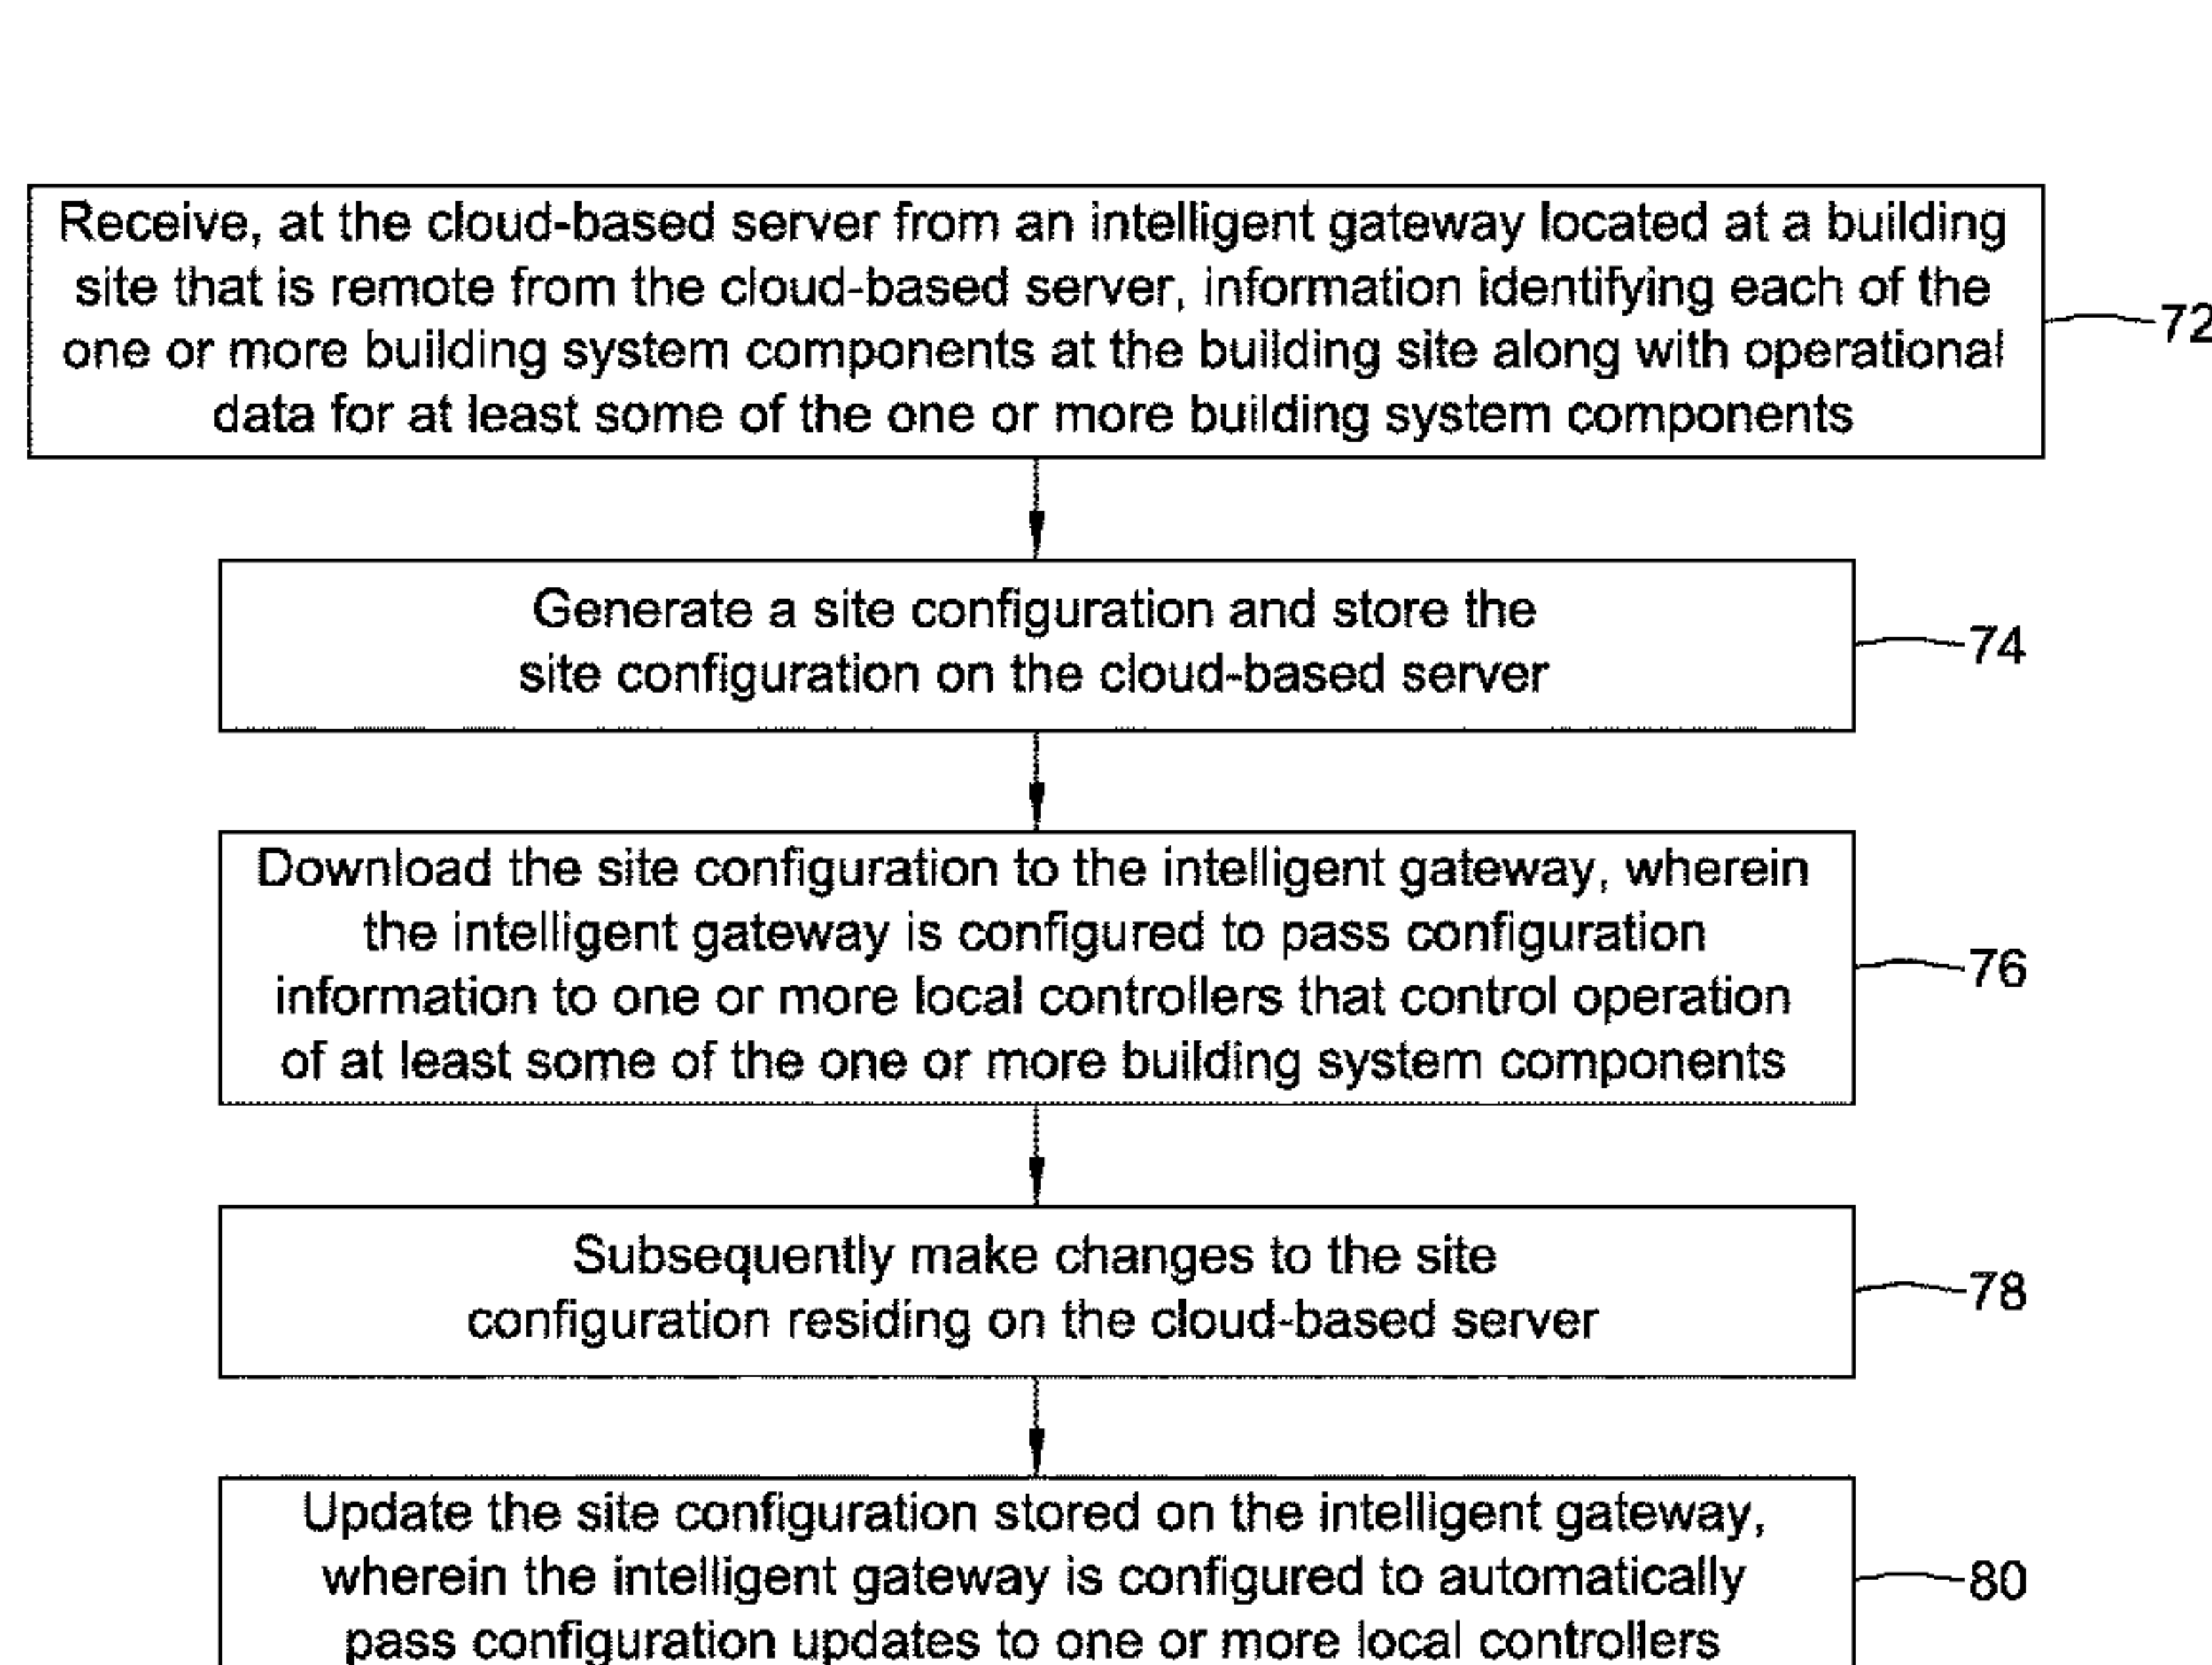 Receive, at the cloud-based server from an intelligent gateway located at a building
site that is remote from the cloud-based server, information identifying each of the
one or more building system components at the building site along with operational
data for at least some of the one or more building system components
72
Generate a site configuration and store the
site configuration on the cloud-based server
74
Download the site configuration to the intelligent gateway, wherein
the intelligent gateway is configured to pass configuration
information to one or more local controllers that control operation
of at least some of the one or more building system components
76
Subsequently make changes to the site
configuration residing on the cloud-based server
78
Update the site configuration stored on the intelligent gateway,
wherein the intelligent gateway is configured to automatically
pass configuration updates to one or more local controllers
80